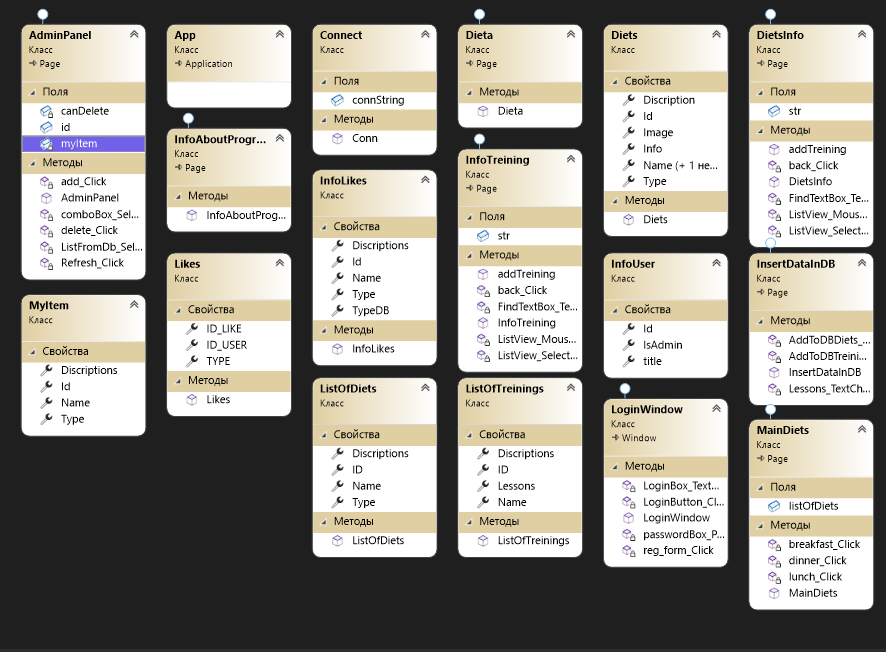 AdminPanel
Класс
Page
Поля
canDelete
id
myItem
Методы
add_Click
AdminPanel
comboBox_Sel...
delete_Click
ListFromDb_Sel...
Refresh_Click
MyItem
Класс
Свойства
Discriptions
Id
Name
Type
App
Класс
Application
InfoAboutProgr...
Класс
Page
Методы
InfoAboutProg...
Likes
Класс
Свойства
ID_LIKE
ID_USER
TYPE
Методы
Likes
Connect
Класс
Поля
connString
Методы
Conn
InfoLikes
Класс
Свойства
Discriptions
Id
Name
Type
TypeDB
Методы
InfoLikes
ListOfDiets
Класс
Свойства
Discriptions
ID
Name
Type
Методы
ListOfDiets
Dieta
Класс
Page
Методы
Dieta
InfoTreining
Класс
Page
Поля
str
Методы
addTreining
back_Click
FindTextBox_Te...
InfoTreining
ListView_Mous...
ListView_Select...
ListOfTreinings
Класс
Свойства
Discriptions
ID
Lessons
Name
Методы
ListOfTreinings
Diets
Класс
Свойства
Discription
Id
Image
Info
Name (+ 1 не...
Type
Методы
Diets
InfoUser
Класс
Свойства
Id
IsAdmin
title
LoginWindow
Класс
Window
Методы
LoginBox_Text...
LoginButton_Cl...
LoginWindow
passwordBox_P...
reg_form_Click
DietsInfo
Класс
Page
Поля
str
Методы
addTreining
back_Click
DietsInfo
FindTextBox_Te...
ListView_Mous...
ListView_Select...
InsertDataInDB
Класс
Page
Методы
AddToDBDiets_...
AddToDBTreini...
InsertDataInDB
Lessons_TextCh...
MainDiets
Класс
Page
Поля
listOfDiets
Методы
breakfast_Click
dinner_Click
lunch_Click
MainDiets